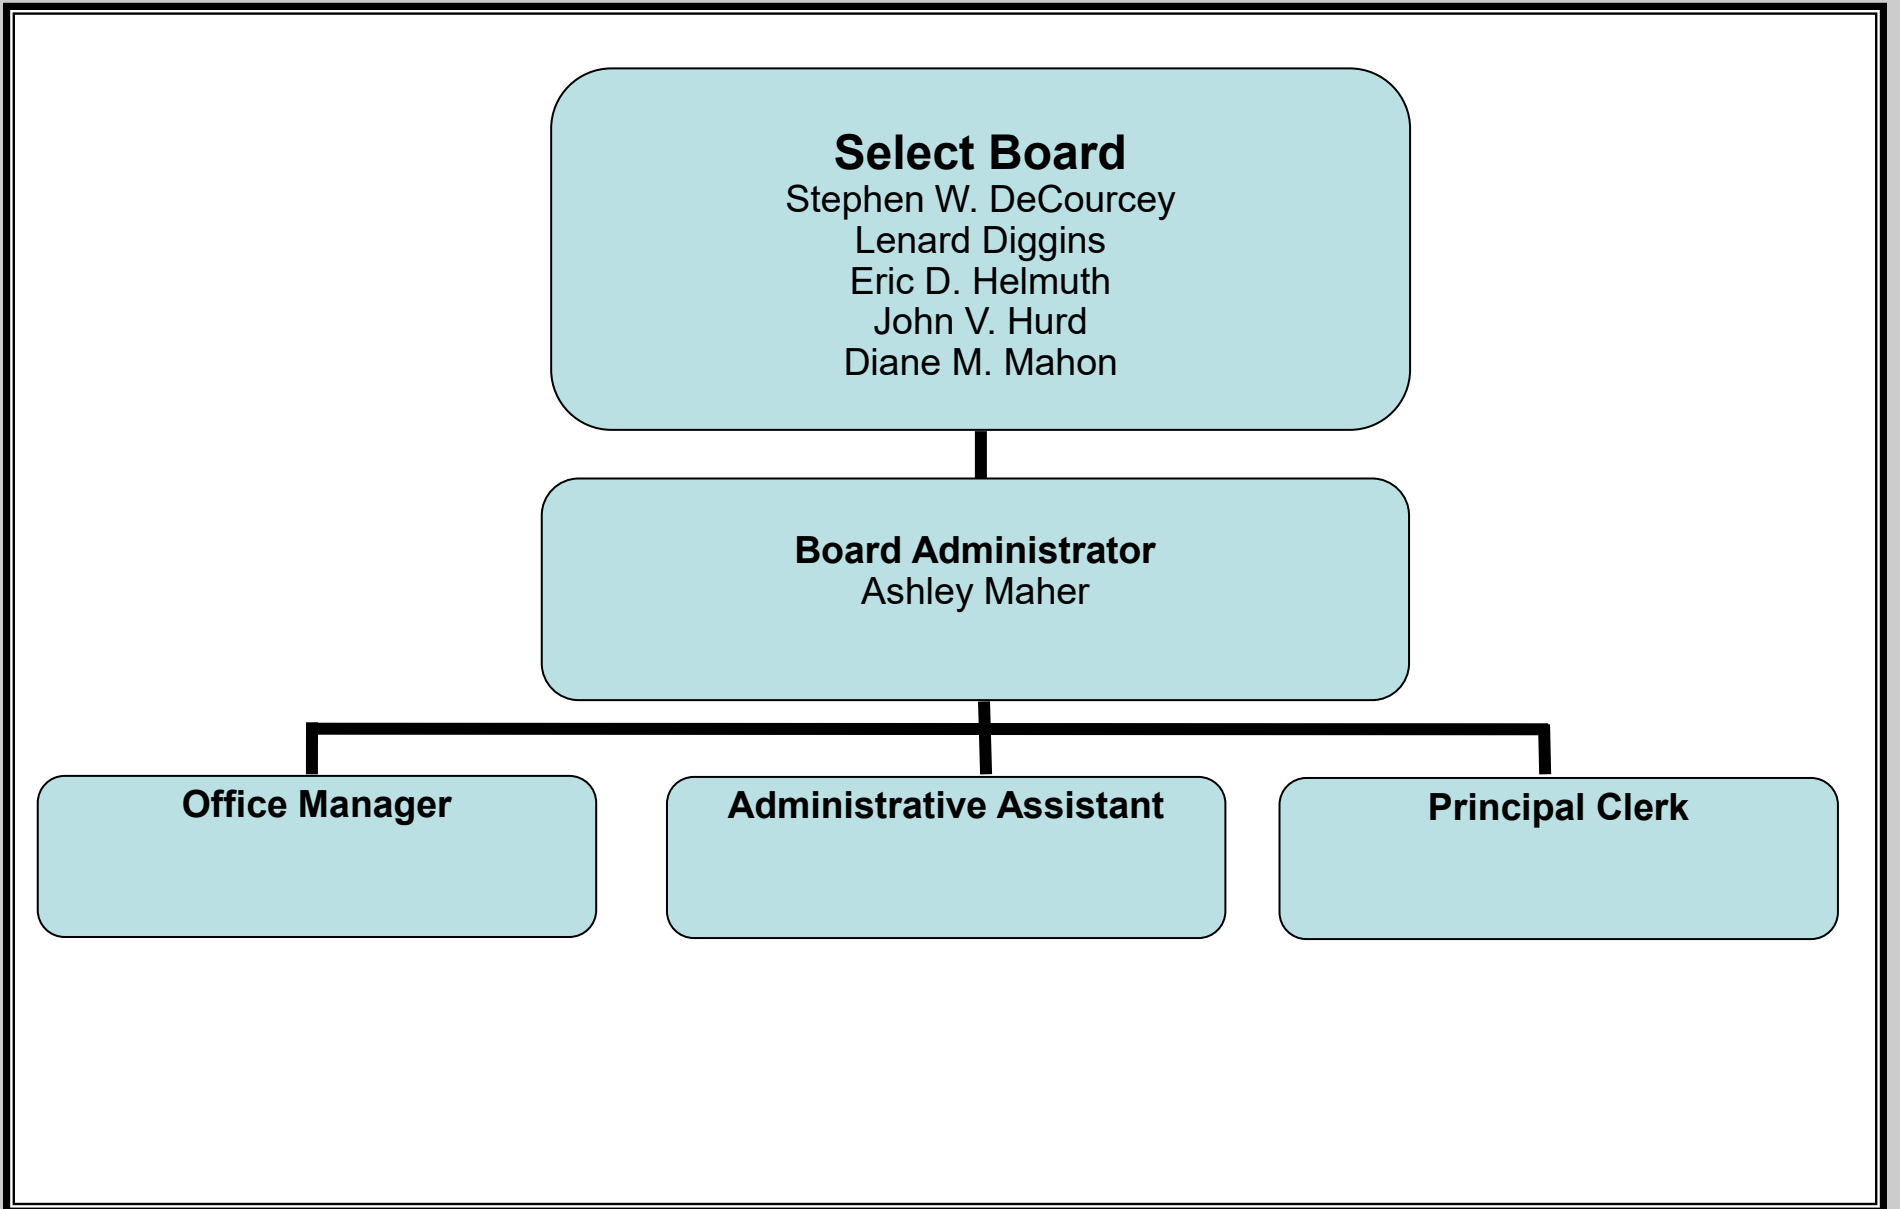 Select Board
Stephen W. DeCourcey
Lenard Diggins
Eric D. Helmuth
John V. Hurd
Diane M. Mahon
Board Administrator
Ashley Maher
Office Manager
Administrative Assistant
Principal Clerk